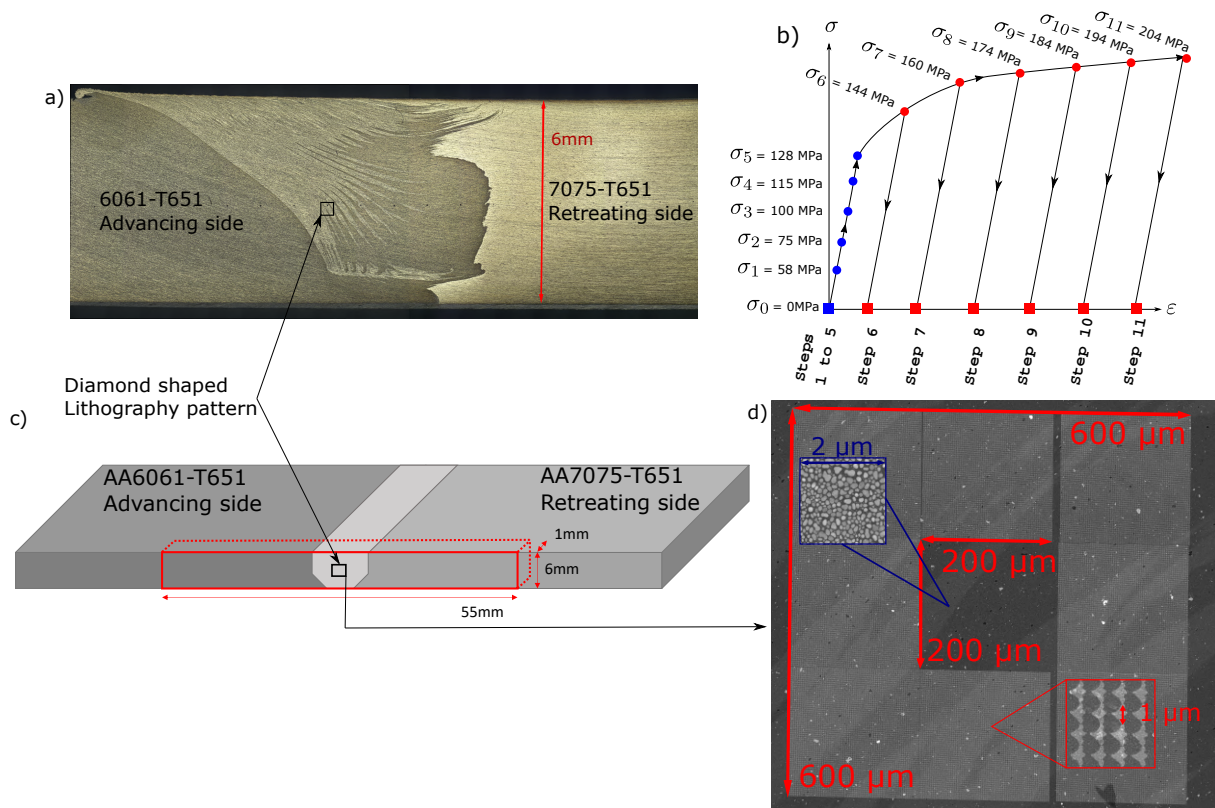 a)
6mm
6061-T651
Advancing side
7075-T651
Retreating side
b)
σ
σ₁₁ = 204 MPa
σ₁₀ = 194 MPa
σ₉ = 184 MPa
σ₈ = 174 MPa
σ₇ = 160 MPa
σ₆ = 144 MPa
σ₅ = 128 MPa
σ₄ = 115 MPa
σ₃ = 100 MPa
σ₂ = 75 MPa
σ₁ = 58 MPa
σ₀ = 0MPa
ε
Steps
1 to 5
Step 6
Step 7
Step 8
Step 9
Step 10
Step 11
Diamond shaped
Lithography pattern
c)
AA6061-T651
Advancing side
AA7075-T651
Retreating side
1mm
6mm
55mm
d)
600 µm
2 µm
200 µm
200 µm
1 µm
600 µm